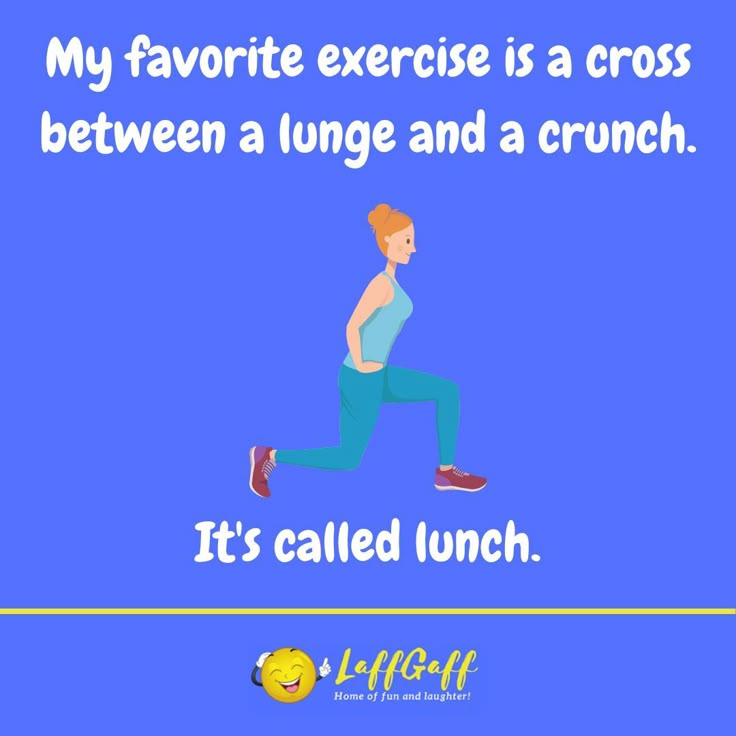 My favorite exercise is a cross
between a lunge and a crunch.
It's called lunch.
LaffGaff
Home of fun and laughter!